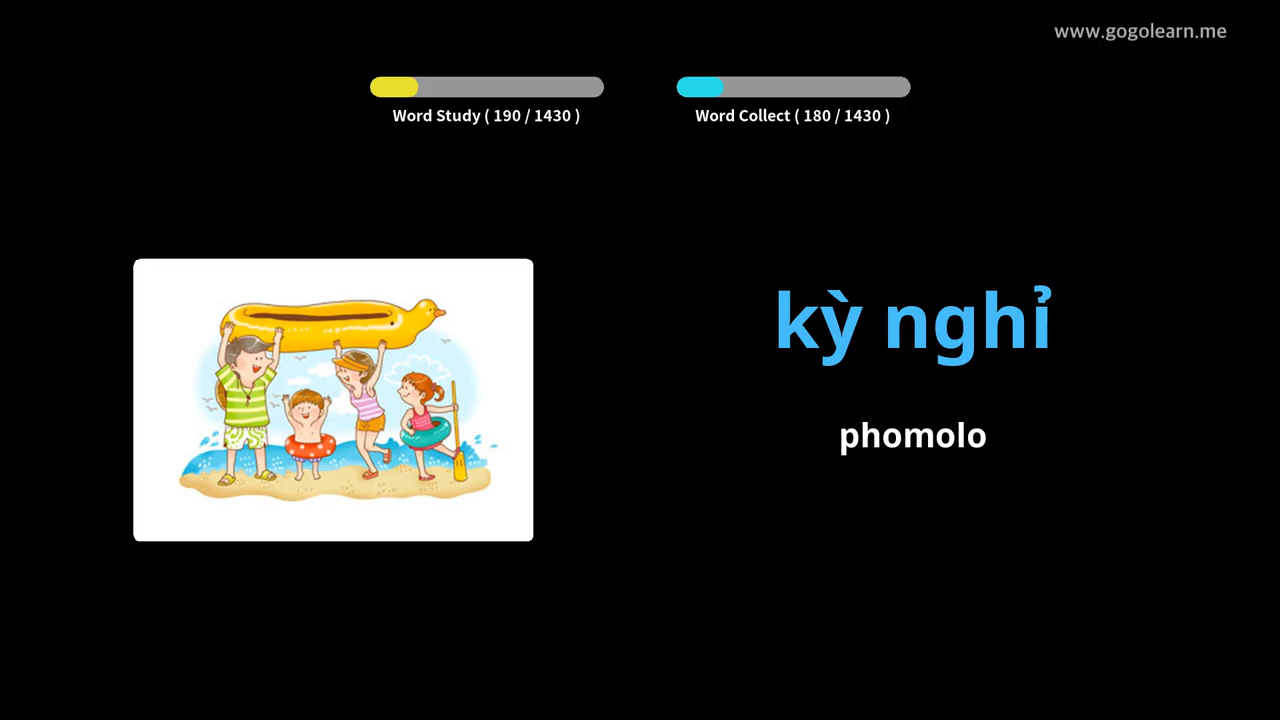 www.gogolearn.me
Word Study ( 190 / 1430 )
Word Collect ( 180 / 1430 )
kỳ nghỉ
phomolo